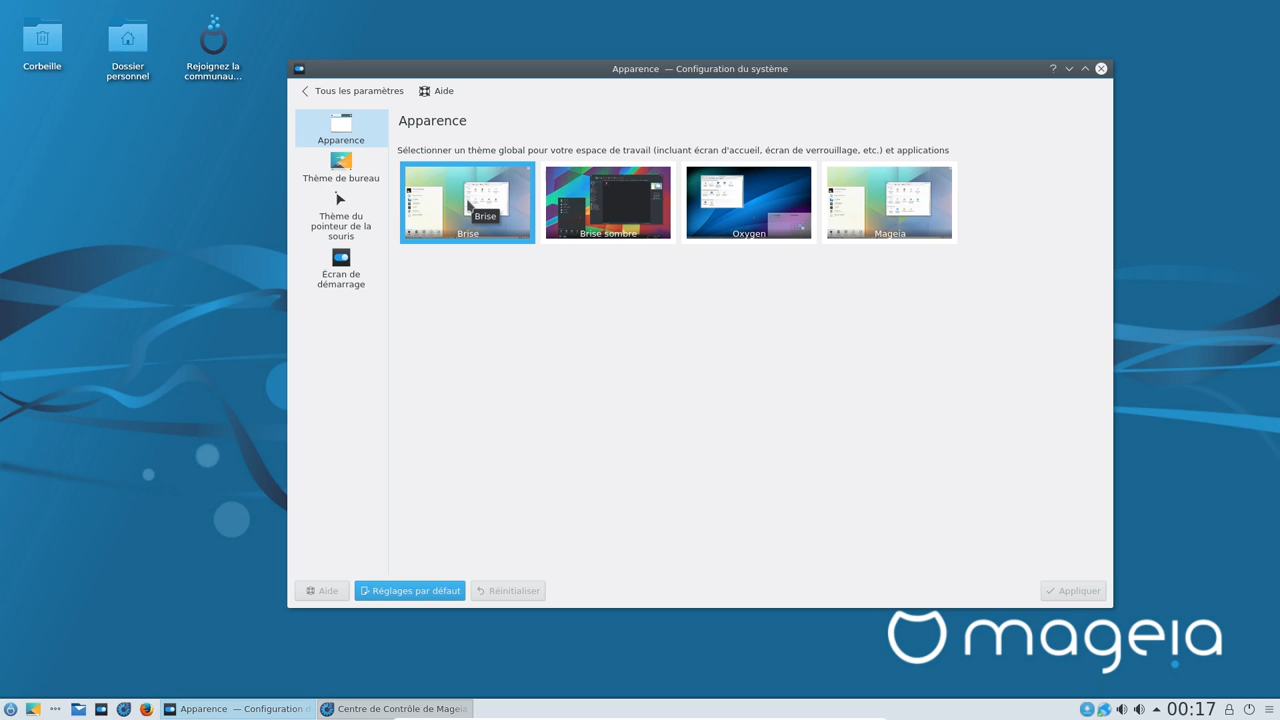 Corbeille
Dossier
personnel
Rejoignez la
communau...
Apparence — Configuration du système
Tous les paramètres
Aide
Apparence
Thème de bureau
Thème du
pointeur de la
souris
Écran de
démarrage
Apparence
Sélectionner un thème global pour votre espace de travail (incluant écran d'accueil, écran de verrouillage, etc.) et applications
Brise
Brise
Brise sombre
Oxygen
Mageia
Aide
Réglages par défaut
Réinitialiser
Appliquer
mageia
Apparence — Configuration d
Centre de Contrôle de Mageia
00:17